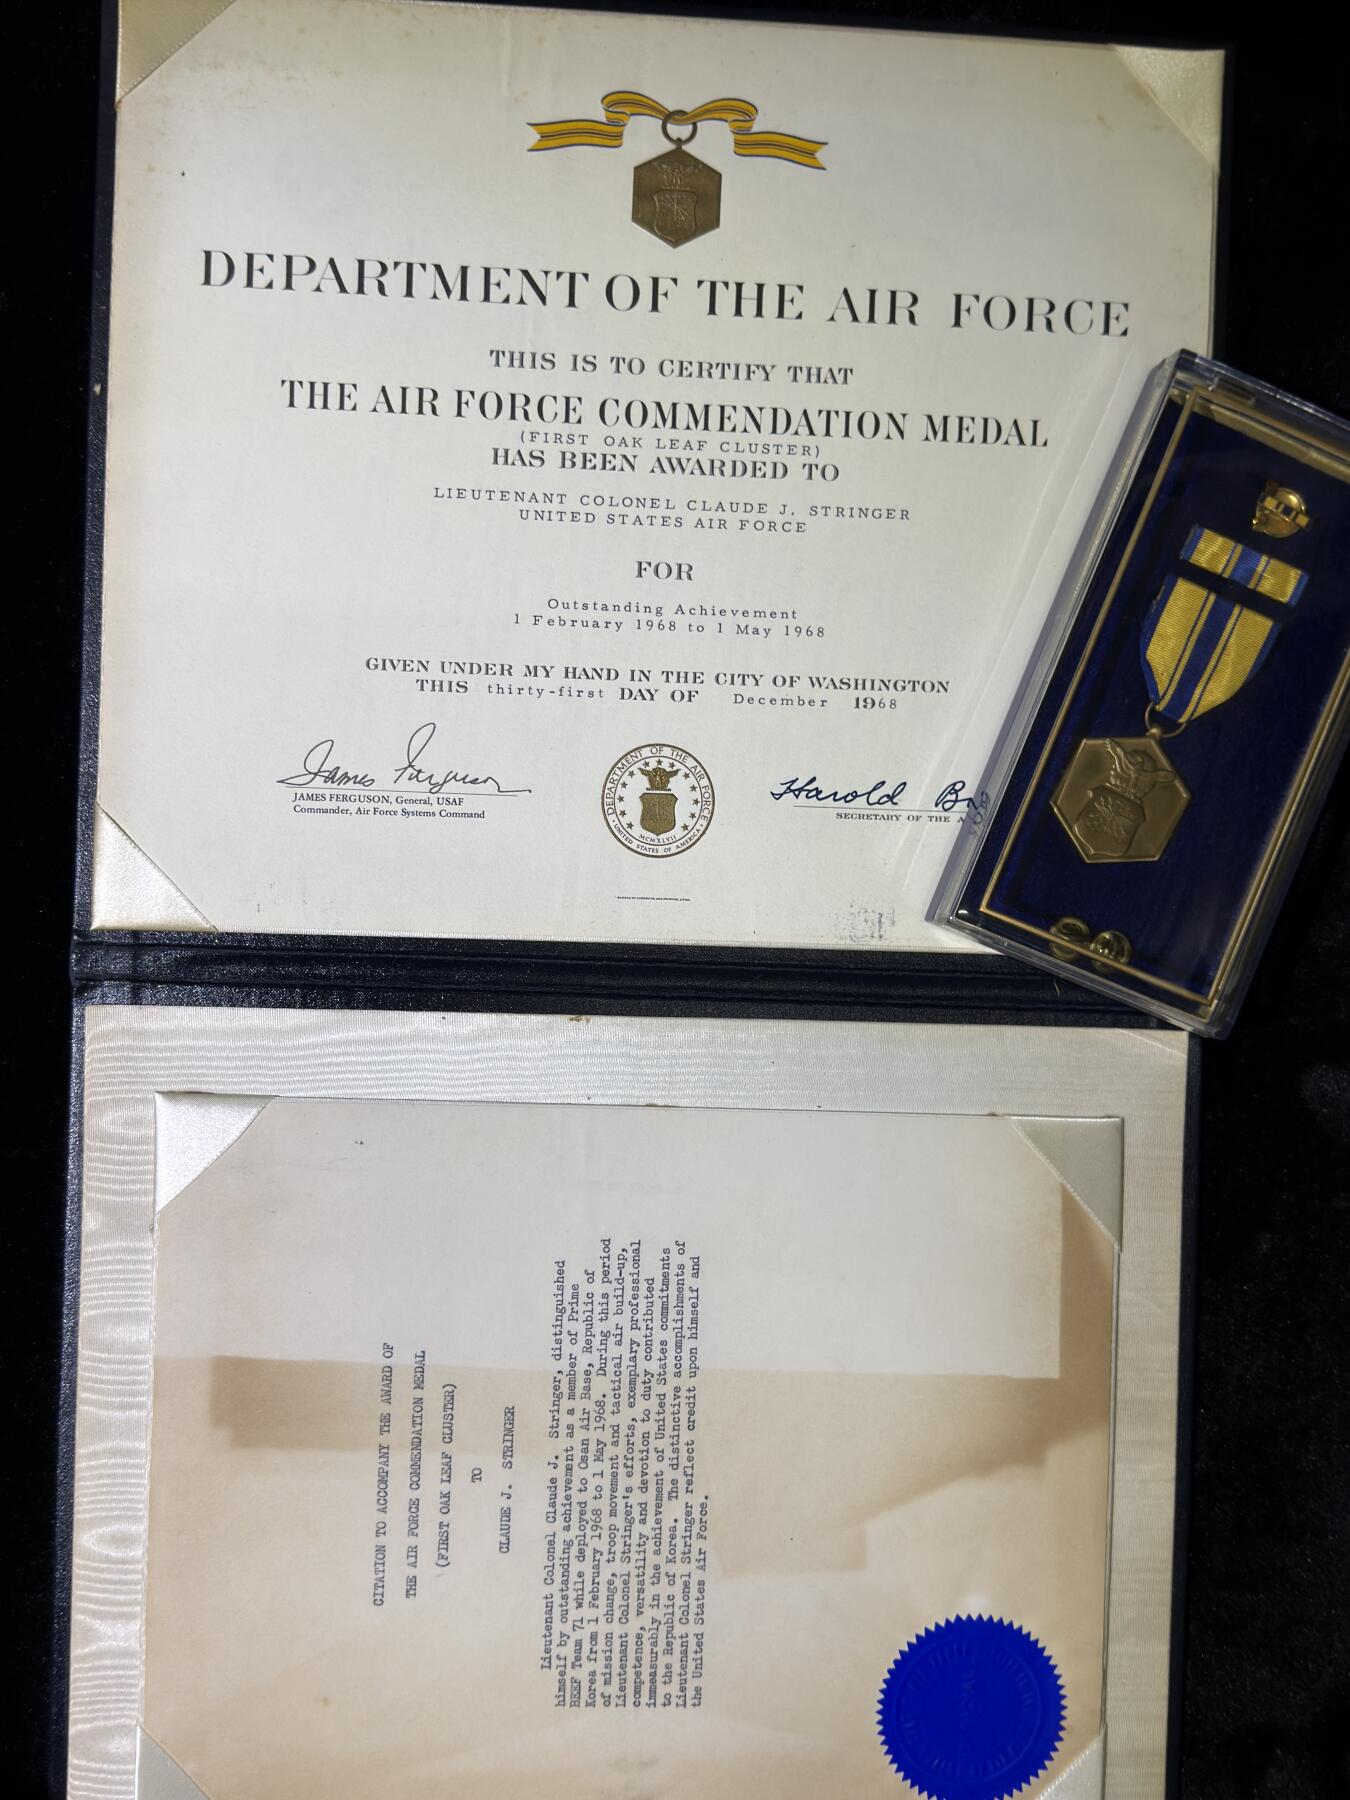 DEPARTMENT OF THE AIR FORCE
THIS IS TO CERTIFY THAT
THE AIR FORCE COMMENDATION MEDAL
(FIRST OAK LEAF CLUSTER)
HAS BEEN AWARDED TO
LIEUTENANT COLONEL CLAUDE J. STRINGER
UNITED STATES AIR FORCE
FOR
Outstanding Achievement
1 February 1968 to 1 May 1968
GIVEN UNDER MY HAND IN THE CITY OF WASHINGTON
THIS thirty-first DAY OF December 1968
James Ferguson
JAMES FERGUSON, General, USAF
Commander, Air Force Systems Command
DEPARTMENT OF THE AIR FORCE
MCMXLVII
UNITED STATES OF AMERICA
Harold
SECRETARY OF THE A
CITATION TO ACCOMPANY THE AWARD OF
THE AIR FORCE COMMENDATION MEDAL
(FIRST OAK LEAF CLUSTER)
TO
CLAUDE J. STRINGER
Lieutenant Colonel Claude J. Stringer, distinguished
himself by outstanding achievement as a member of Prime
BEEF Team 71 while deployed to Osan Air Base, Republic of
Korea from 1 February 1968 to 1 May 1968. During this period
of mission change, troop movement and tactical air build-up,
Lieutenant Colonel Stringer's efforts, exemplary professional
competence, versatility and devotion to duty contributed
immeasurably in the achievement of United States commitments
to the Republic of Korea. The distinctive accomplishments of
Lieutenant Colonel Stringer reflect credit upon himself and
the United States Air Force.